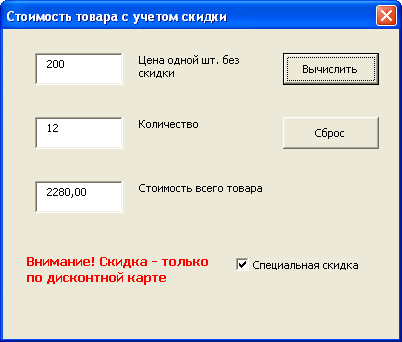 Стоимость товара с учетом скидки
200
Цена одной шт. без
скидки
Вычислить
12
Количество
Сброс
2280,00
Стоимость всего товара
Внимание! Скидка - только
по дисконтной карте
Специальная скидка